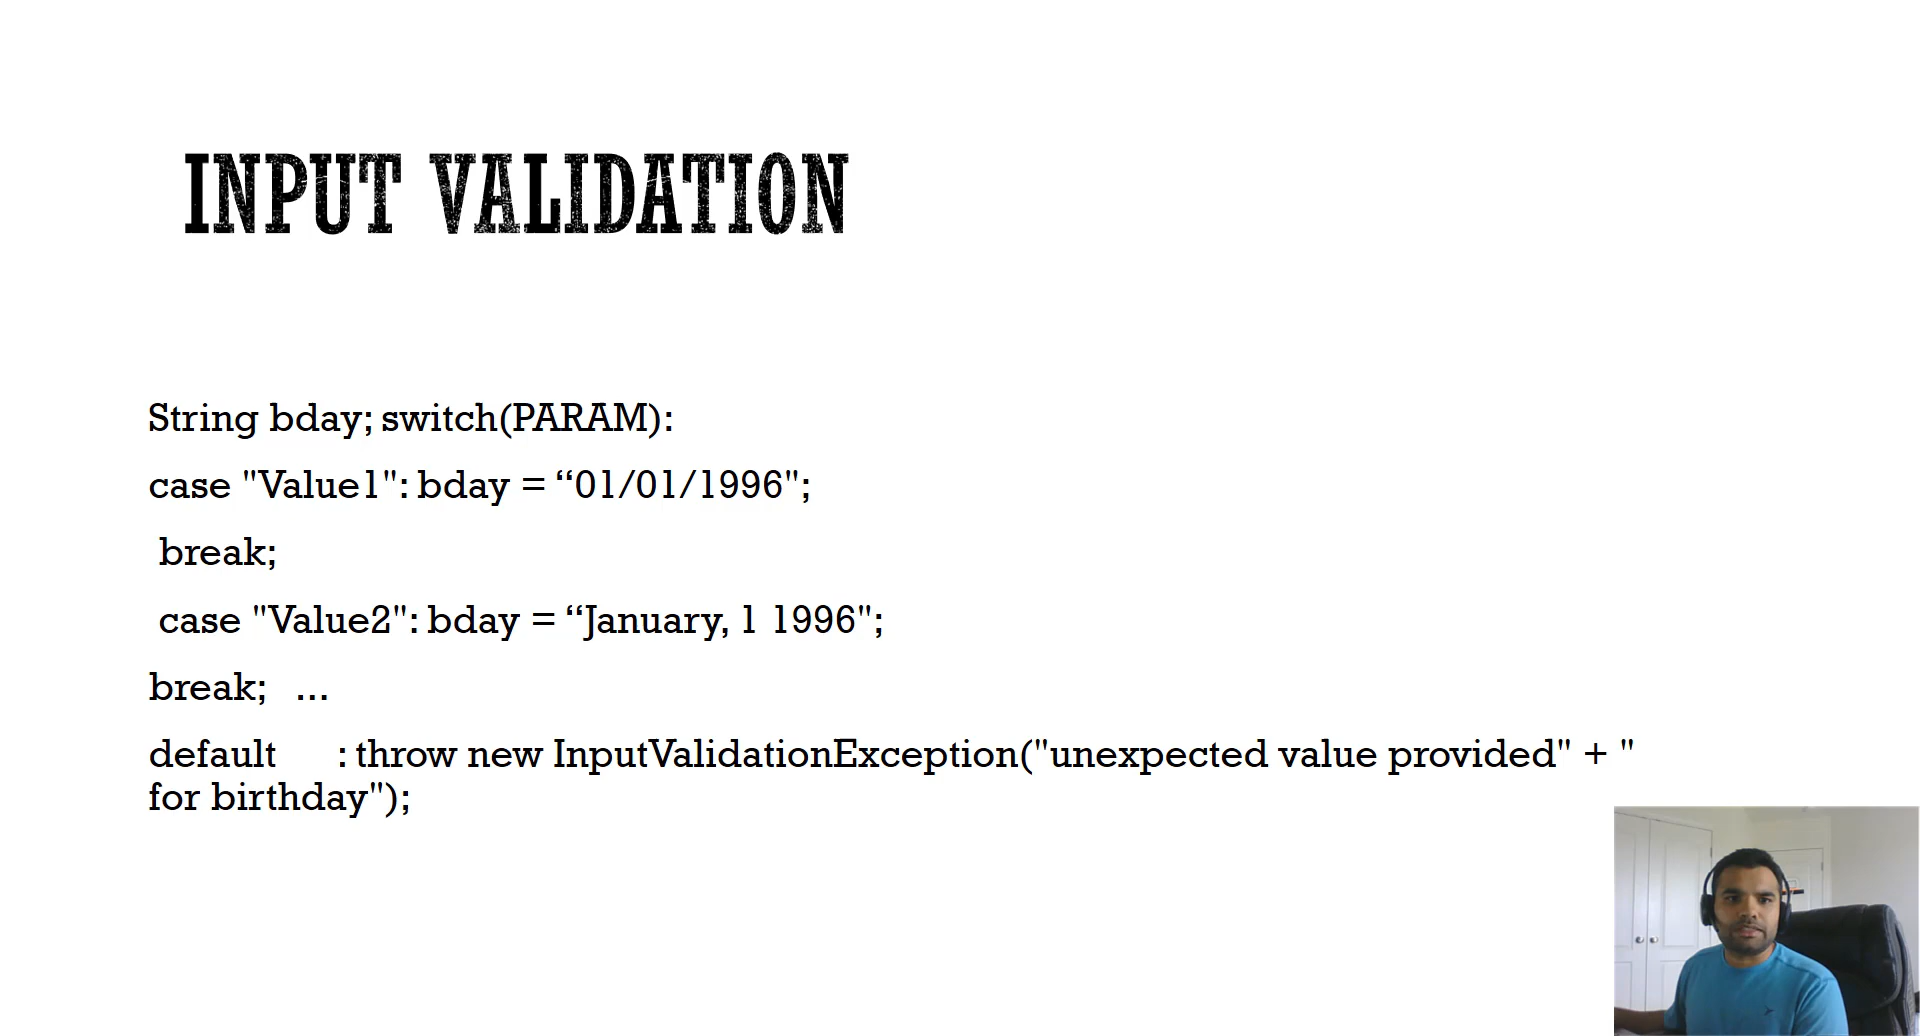 INPUT VALIDATION
String bday; switch(PARAM):
case "Value1": bday = “01/01/1996";
break;
case "Value2": bday = “January, 1 1996";
break; ...
default : throw new InputValidationException("unexpected value provided" + "
for birthday");